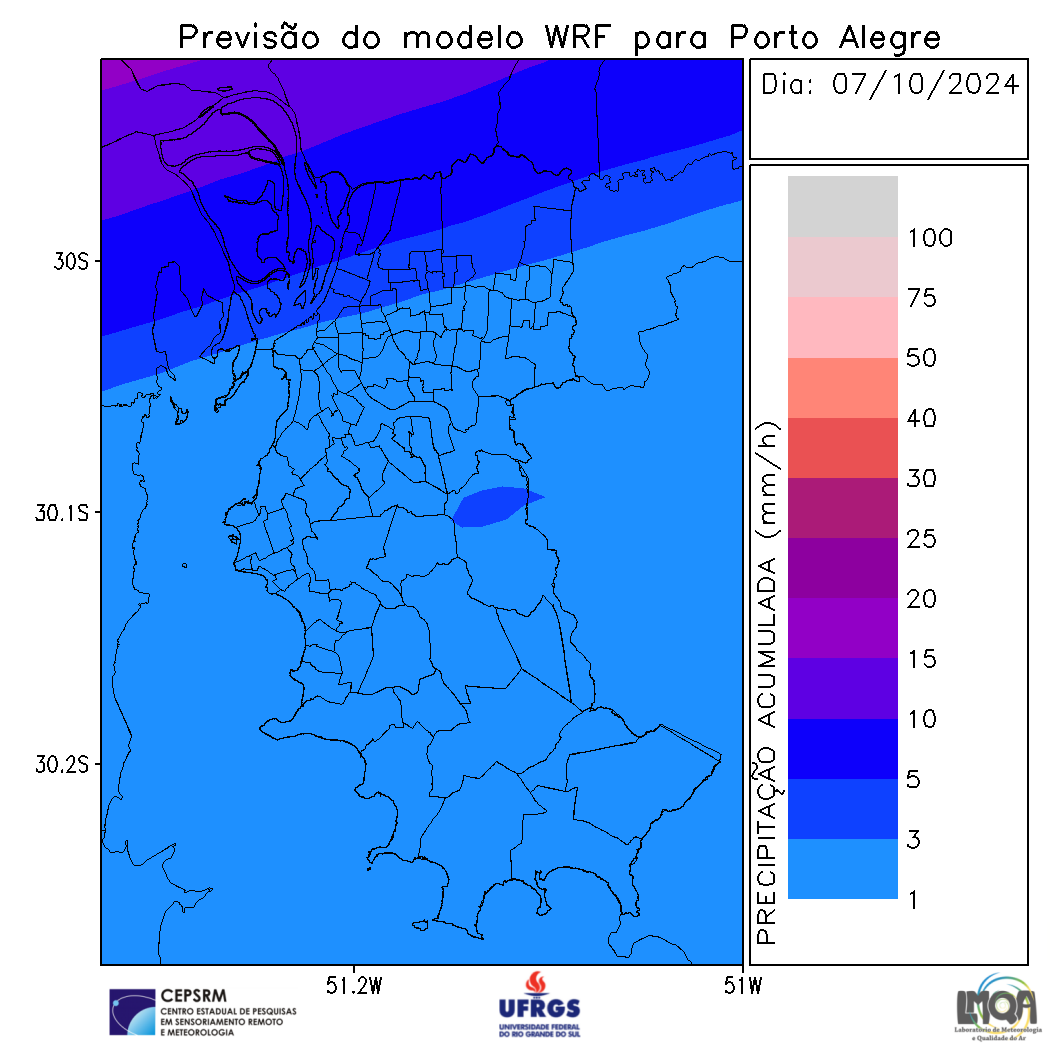 Previsão do modelo WRF para Porto Alegre
Dia: 07/10/2024
30S
30.1S
30.2S
51.2W
51W
PRECIPITAÇÃO ACUMULADA (mm/h)
100
75
50
40
30
25
20
15
10
5
3
1
CEPSRM
CENTRO ESTADUAL DE PESQUISAS
EM SENSORIAMENTO REMOTO
E METEOROLOGIA
UFRGS
UNIVERSIDADE FEDERAL
DO RIO GRANDE DO SUL
LMQA
Laboratório de Meteorologia
e Qualidade do Ar